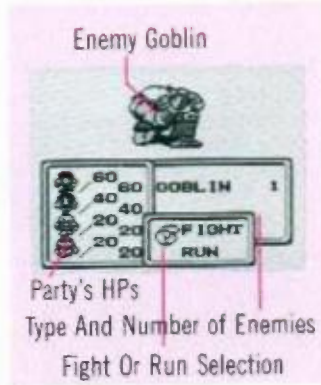 Enemy Goblin
60
60 GOBLIN 1
40
40
20
20 FIGHT
20
20 RUN
Party's HPs
Type And Number of Enemies
Fight Or Run Selection